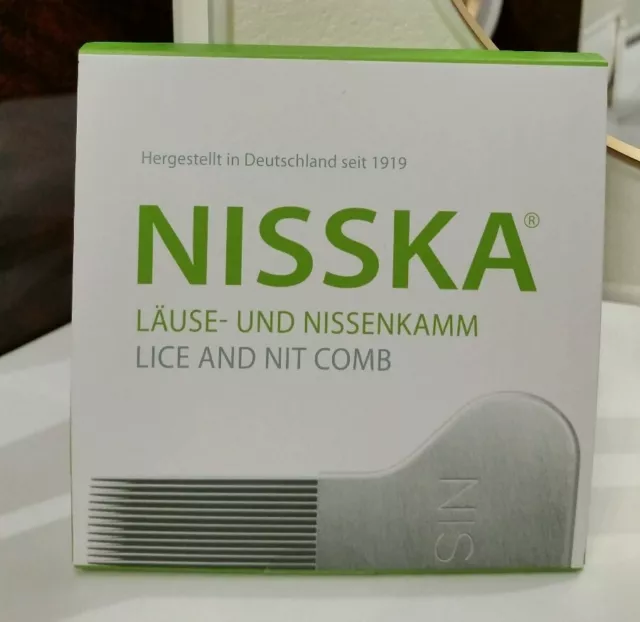 Hergestellt in Deutschland seit 1919
NISSKA®
LÄUSE- UND NISSENKAMM
LICE AND NIT COMB
NIS